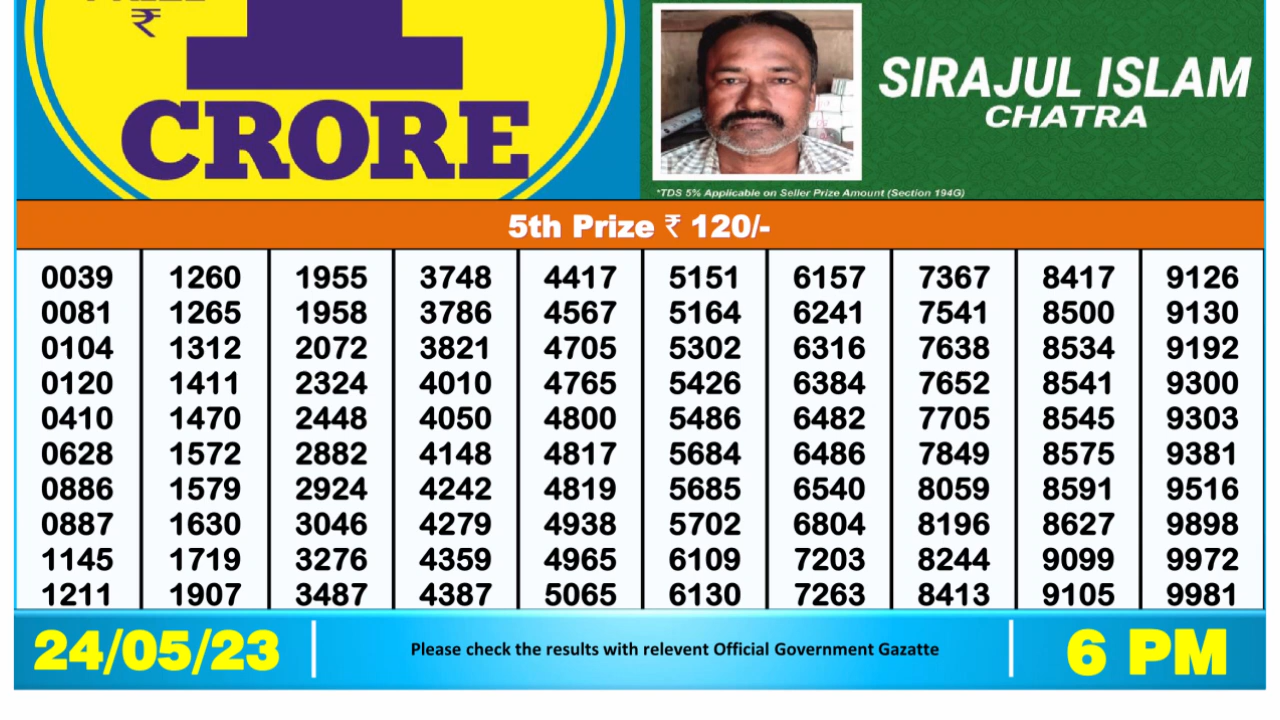 ₹
1
CRORE
SIRAJUL ISLAM
CHATRA
*TDS 5% Applicable on Seller Prize Amount (Section 194G)
5th Prize ₹ 120/-
0039 1260 1955 3748 4417 5151 6157 7367 8417 9126
0081 1265 1958 3786 4567 5164 6241 7541 8500 9130
0104 1312 2072 3821 4705 5302 6316 7638 8534 9192
0120 1411 2324 4010 4765 5426 6384 7652 8541 9300
0410 1470 2448 4050 4800 5486 6482 7705 8545 9303
0628 1572 2882 4148 4817 5684 6486 7849 8575 9381
0886 1579 2924 4242 4819 5685 6540 8059 8591 9516
0887 1630 3046 4279 4938 5702 6804 8196 8627 9898
1145 1719 3276 4359 4965 6109 7203 8244 9099 9972
1211 1907 3487 4387 5065 6130 7263 8413 9105 9981
24/05/23
Please check the results with relevent Official Government Gazatte
6 PM